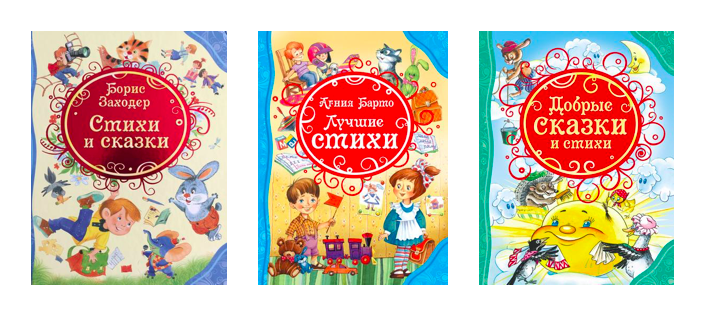 Борис
Заходер
Стихи
и сказки
Агния Барто
Лучшие
стихи
Добрые
сказки
и стихи